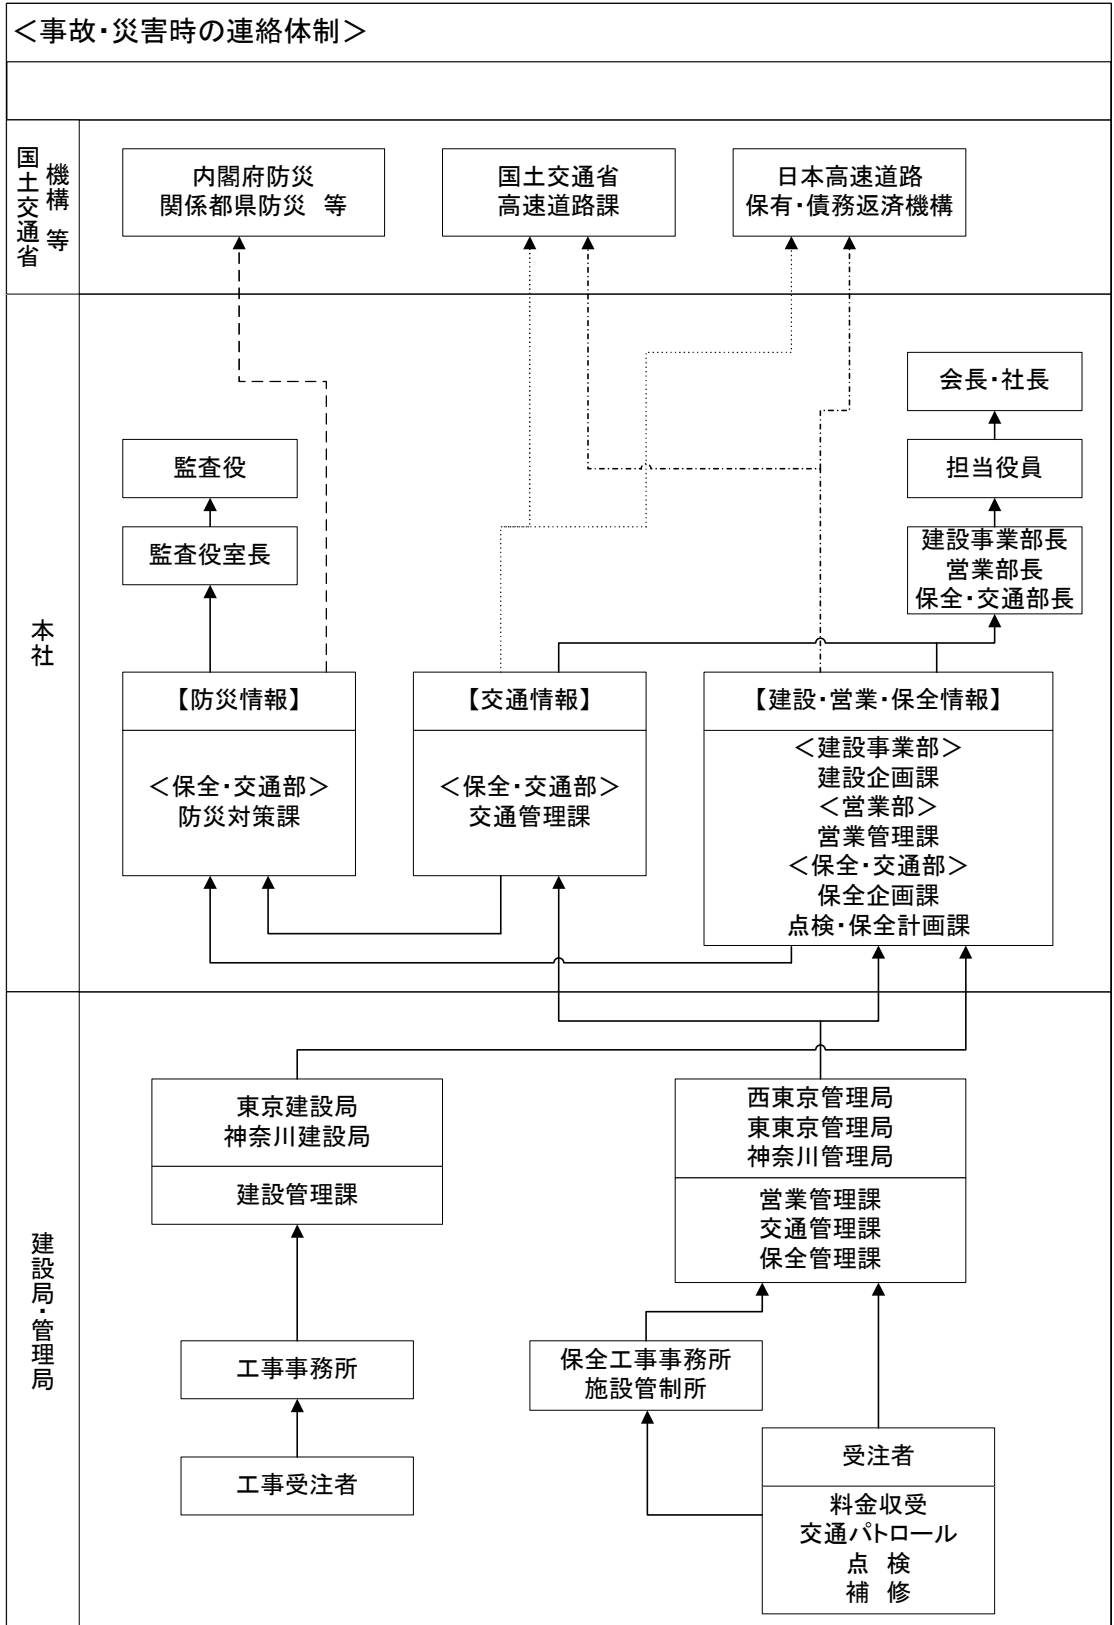 ＜事故・災害時の連絡体制＞
国土交通省
機構 等
内閣府防災
関係都県防災 等
国土交通省
高速道路課
日本高速道路
保有・債務返済機構
本社
会長・社長
担当役員
建設事業部長
営業部長
保全・交通部長
監査役
監査役室長
【防災情報】
＜保全・交通部＞
防災対策課
【交通情報】
＜保全・交通部＞
交通管理課
【建設・営業・保全情報】
＜建設事業部＞
建設企画課
＜営業部＞
営業管理課
＜保全・交通部＞
保全企画課
点検・保全計画課
建設局・管理局
東京建設局
神奈川建設局
建設管理課
西東京管理局
東東京管理局
神奈川管理局
営業管理課
交通管理課
保全管理課
工事事務所
工事受注者
保全工事事務所
施設管制所
受注者
料金収受
交通パトロール
点 検
補 修